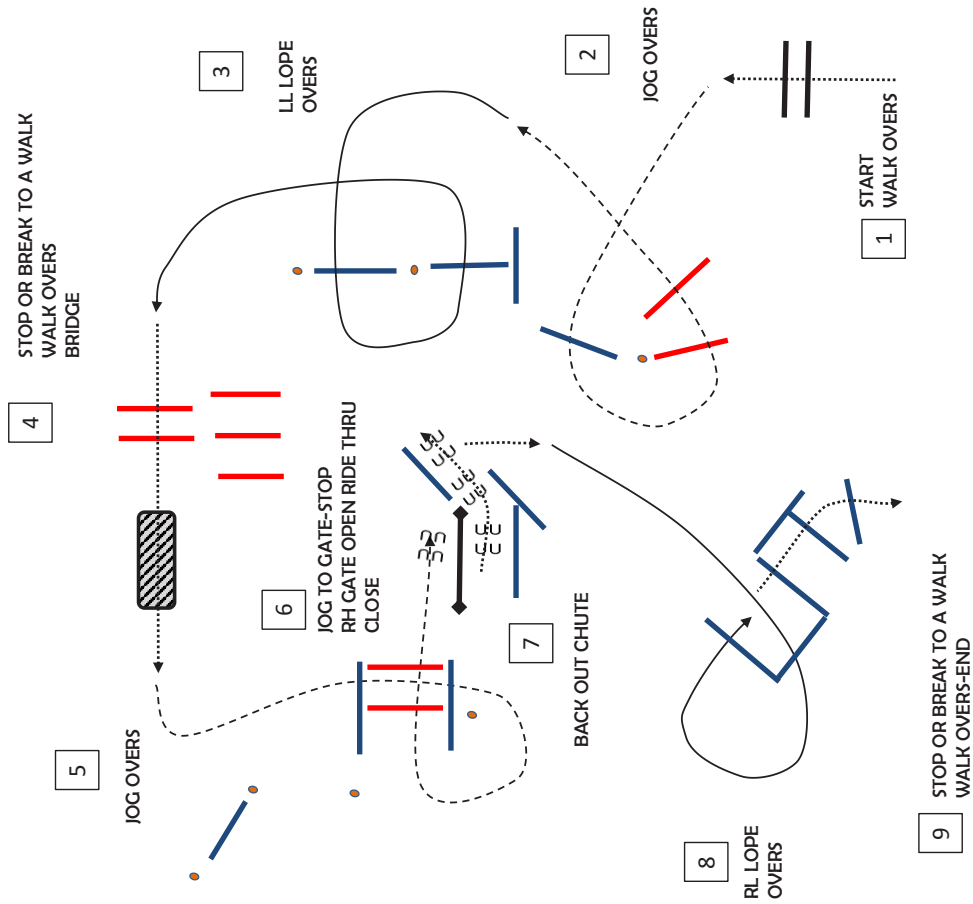 1
START
WALK OVERS
2
JOG OVERS
3
LL LOPE
OVERS
4
STOP OR BREAK TO A WALK
WALK OVERS
BRIDGE
5
JOG OVERS
6
JOG TO GATE-STOP
RH GATE OPEN RIDE THRU
CLOSE
7
BACK OUT CHUTE
8
RL LOPE
OVERS
9
STOP OR BREAK TO A WALK
WALK OVERS-END